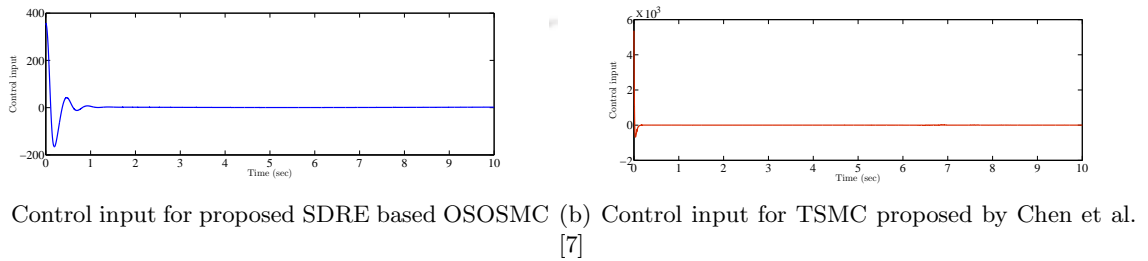 400
200
0
−200
Control input
0 1 2 3 4 5 6 7 8 9 10
Time (sec)
×10³
6
4
2
0
−2
Control input
0 1 2 3 4 5 6 7 8 9 10
Time (sec)
Control input for proposed SDRE based OSOSMC (b) Control input for TSMC proposed by Chen et al.
[7]